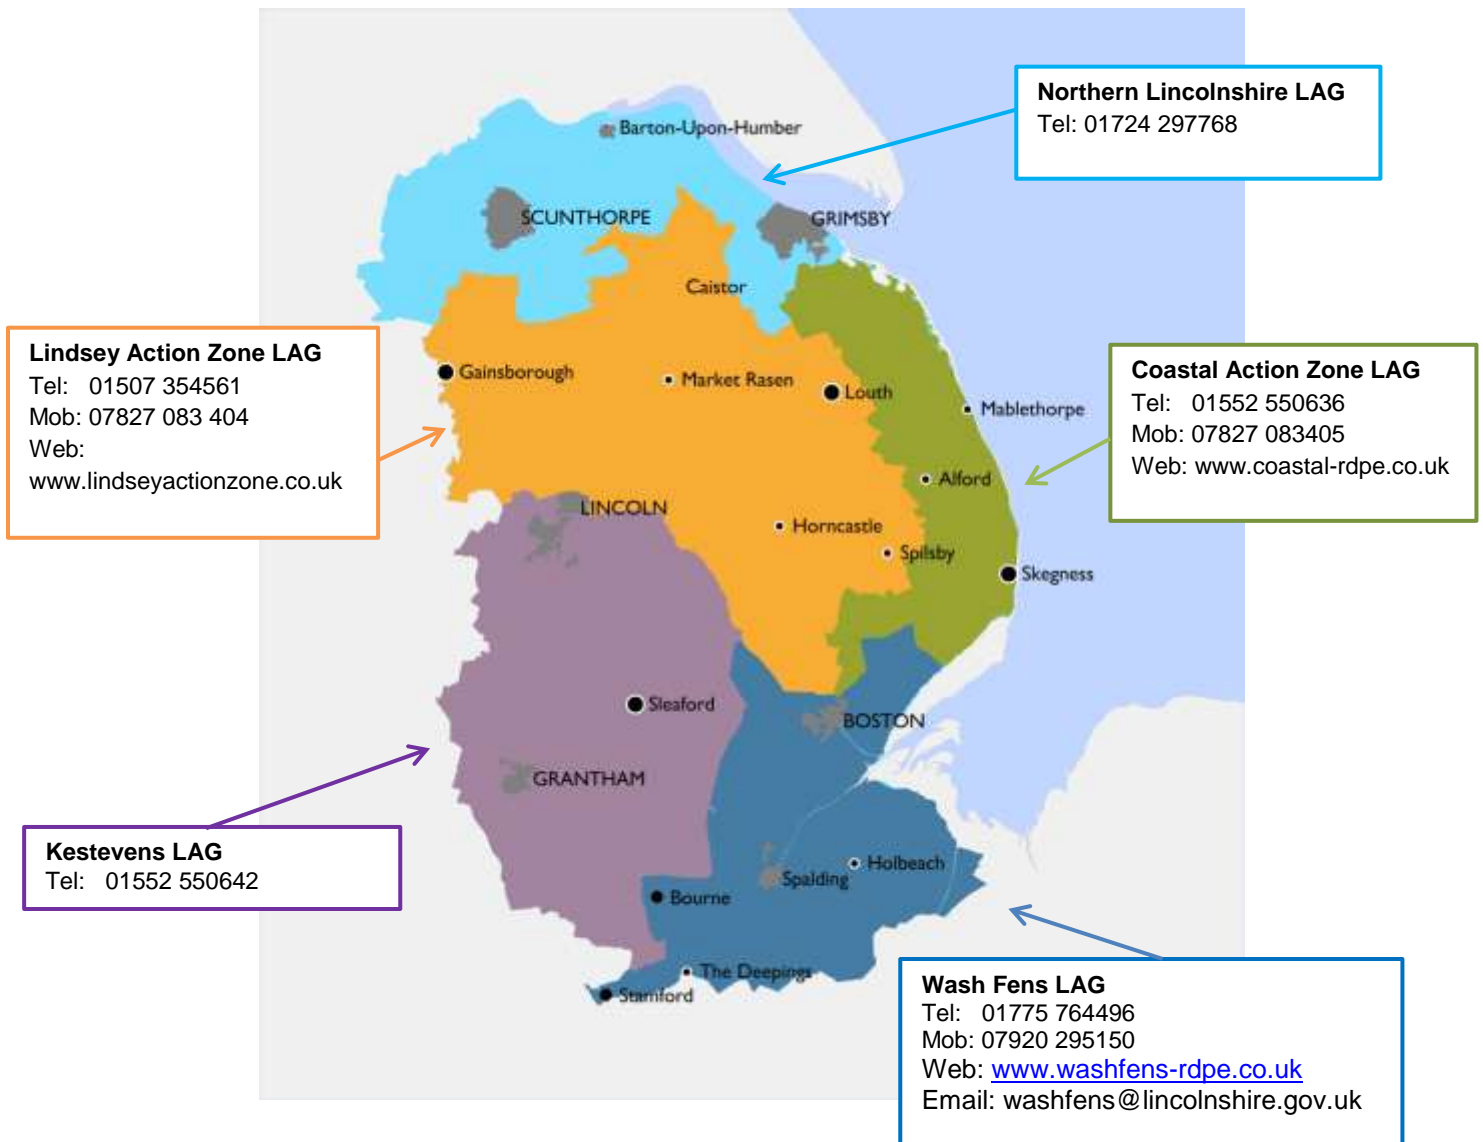 Northern Lincolnshire LAG
Tel: 01724 297768
Barton-Upon-Humber
SCUNTHORPE
GRIMSBY
Caistor
Lindsey Action Zone LAG
Tel: 01507 354561
Mob: 07827 083 404
Web:
www.lindseyactionzone.co.uk
Gainsborough
Market Rasen
Louth
Mablethorpe
Coastal Action Zone LAG
Tel: 01552 550636
Mob: 07827 083405
Web: www.coastal-rdpe.co.uk
Alford
LINCOLN
Horncastle
Spilsby
Skegness
Sleaford
BOSTON
GRANTHAM
Kestevens LAG
Tel: 01552 550642
Holbeach
Spalding
Bourne
The Deepings
Stamford
Wash Fens LAG
Tel: 01775 764496
Mob: 07920 295150
Web: www.washfens-rdpe.co.uk
Email: washfens@lincolnshire.gov.uk